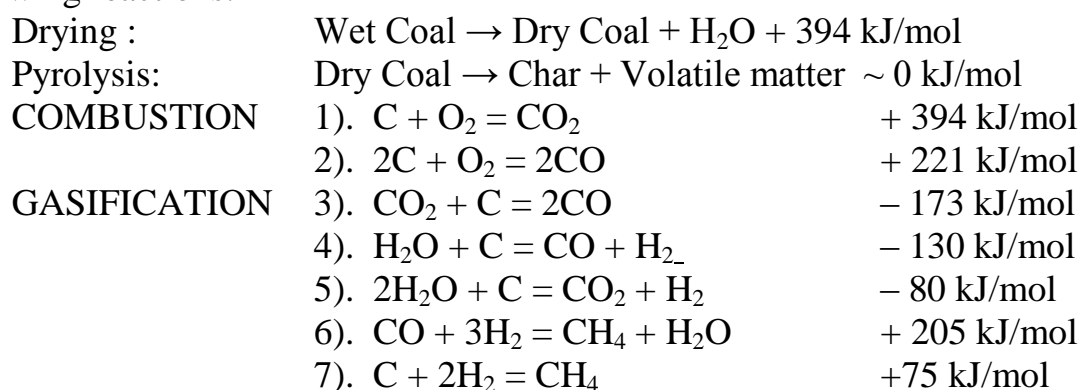 Drying : Wet Coal → Dry Coal + H₂O + 394 kJ/mol
Pyrolysis: Dry Coal → Char + Volatile matter ~ 0 kJ/mol
COMBUSTION 1). C + O₂ = CO₂ + 394 kJ/mol
2). 2C + O₂ = 2CO + 221 kJ/mol
GASIFICATION 3). CO₂ + C = 2CO – 173 kJ/mol
4). H₂O + C = CO + H₂ – 130 kJ/mol
5). 2H₂O + C = CO₂ + H₂ – 80 kJ/mol
6). CO + 3H₂ = CH₄ + H₂O + 205 kJ/mol
7). C + 2H₂ = CH₄ +75 kJ/mol